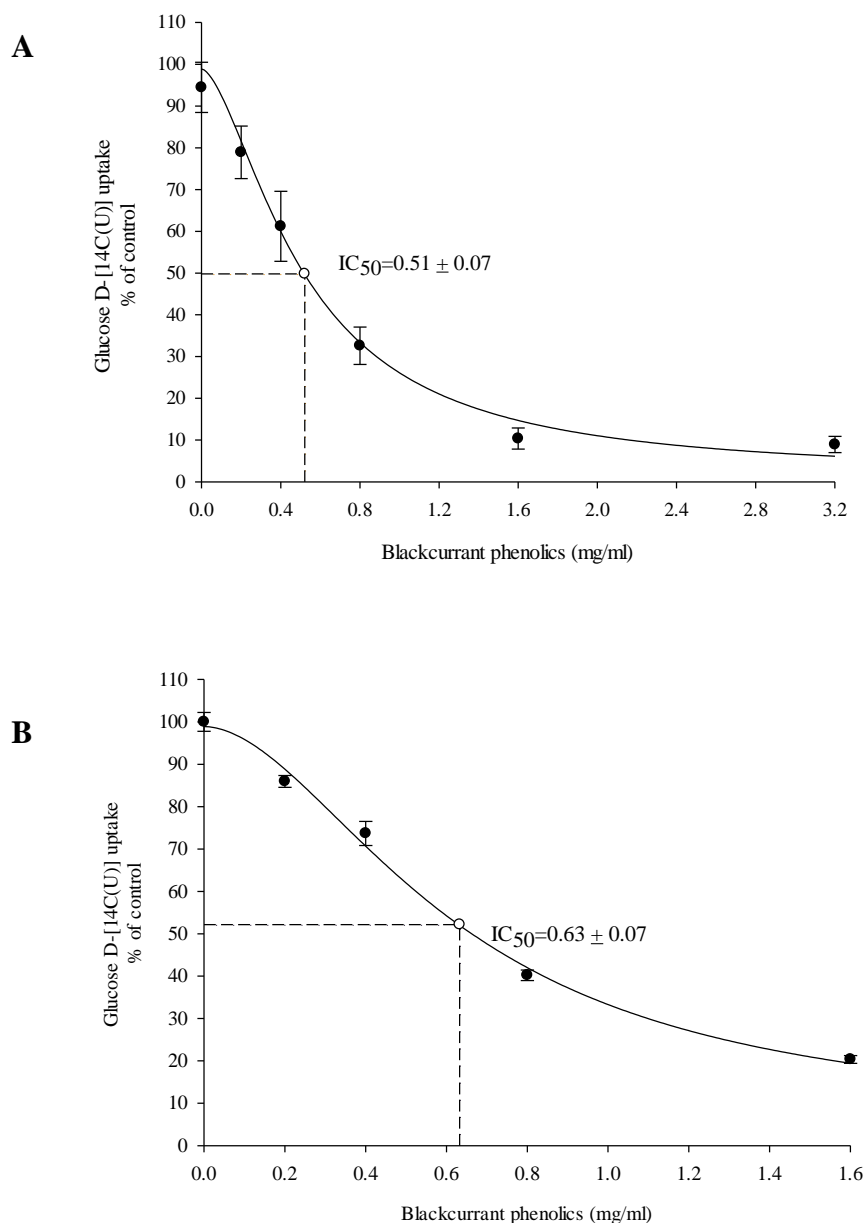 A
110
100
90
80
70
60
50
40
30
20
10
0
Glucose D-[14C(U)] uptake
% of control
IC50=0.51 ± 0.07
0.0 0.4 0.8 1.2 1.6 2.0 2.4 2.8 3.2
Blackcurrant phenolics (mg/ml)
B
110
100
90
80
70
60
50
40
30
20
10
0
Glucose D-[14C(U)] uptake
% of control
IC50=0.63 ± 0.07
0.0 0.2 0.4 0.6 0.8 1.0 1.2 1.4 1.6
Blackcurrant phenolics (mg/ml)